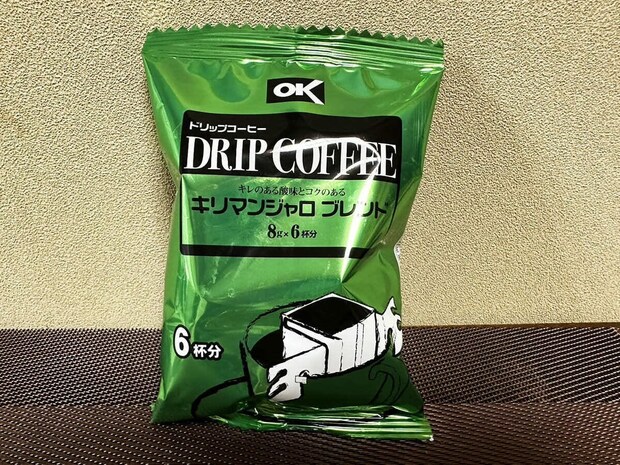 OK
ドリップコーヒー
DRIP COFFEE
キレのある酸味とコクのある
キリマンジャロ ブレンド
8g×6杯分
6杯分